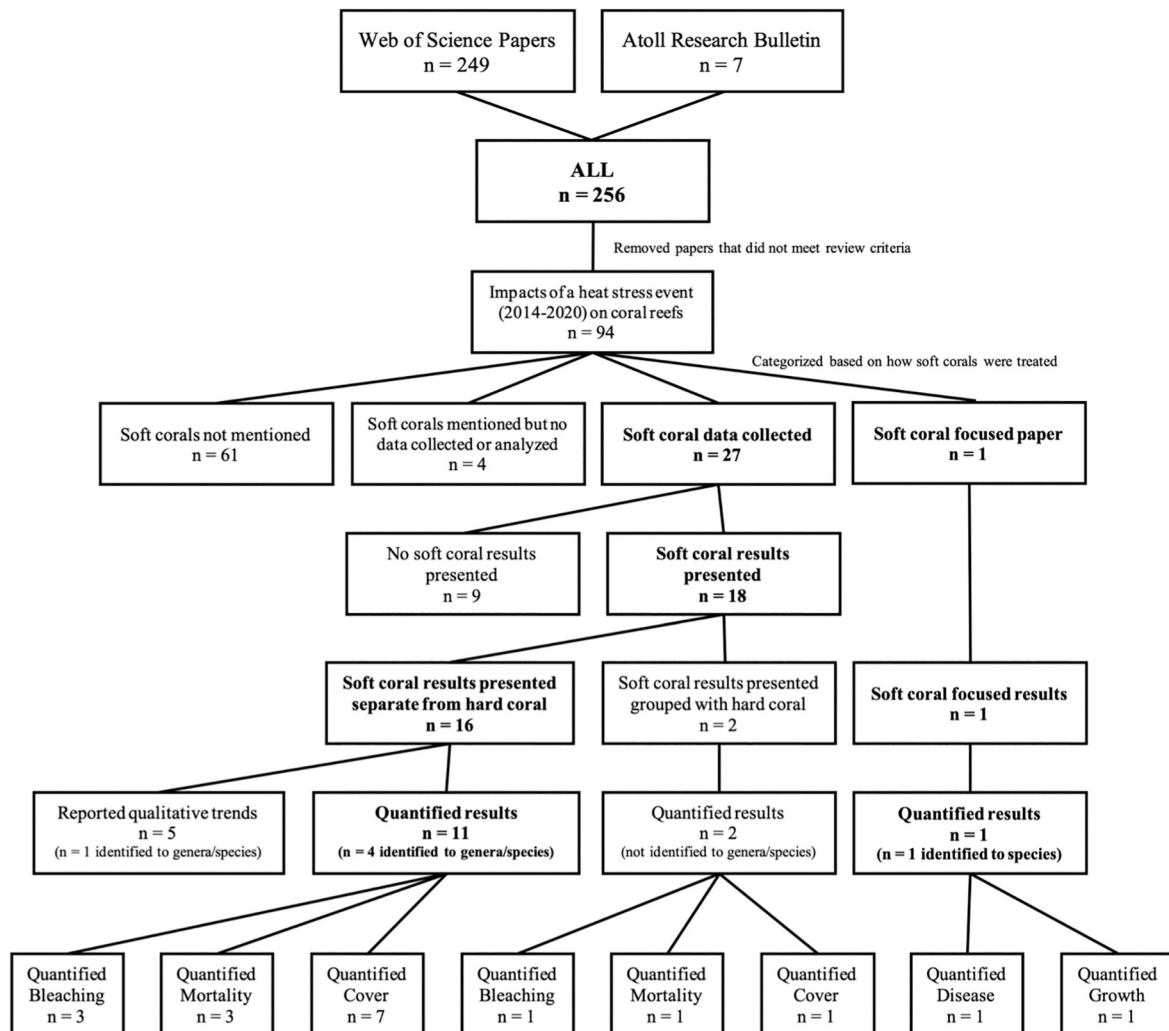 Web of Science Papers
n = 249
Atoll Research Bulletin
n = 7
ALL
n = 256
Removed papers that did not meet review criteria
Impacts of a heat stress event
(2014-2020) on coral reefs
n = 94
Categorized based on how soft corals were treated
Soft corals not mentioned
n = 61
Soft corals mentioned but no
data collected or analyzed
n = 4
Soft coral data collected
n = 27
Soft coral focused paper
n = 1
No soft coral results
presented
n = 9
Soft coral results
presented
n = 18
Soft coral results presented
separate from hard coral
n = 16
Soft coral results presented
grouped with hard coral
n = 2
Soft coral focused results
n = 1
Reported qualitative trends
n = 5
(n = 1 identified to genera/species)
Quantified results
n = 11
(n = 4 identified to genera/species)
Quantified results
n = 2
(not identified to genera/species)
Quantified results
n = 1
(n = 1 identified to species)
Quantified
Bleaching
n = 3
Quantified
Mortality
n = 3
Quantified
Cover
n = 7
Quantified
Bleaching
n = 1
Quantified
Mortality
n = 1
Quantified
Cover
n = 1
Quantified
Disease
n = 1
Quantified
Growth
n = 1